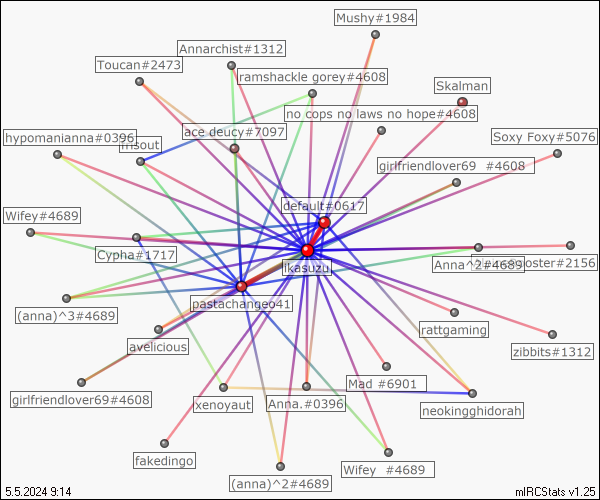 Mushy#1984
Annarchist#1312
Toucan#2473
ramshackle gorey#4608
Skalman
no cops no laws no hope#4608
ace deucy#7097
hypomanianna#0396
Soxy Foxy#5076
girlfriendlover69 #4608
default#0617
Wifey#4689
Cypha#1717
Anna^2#4689
#2156
ikasuzu
pastachangeo41
(anna)^3#4689
rattgaming
avelicious
zibbits#1312
Mad #6901
girlfriendlover69#4608
xenoyaut
Anna.#0396
neokingghidorah
fakedingo
(anna)^2#4689
Wifey #4689
5.5.2024 9:14
mIRCStats v1.25